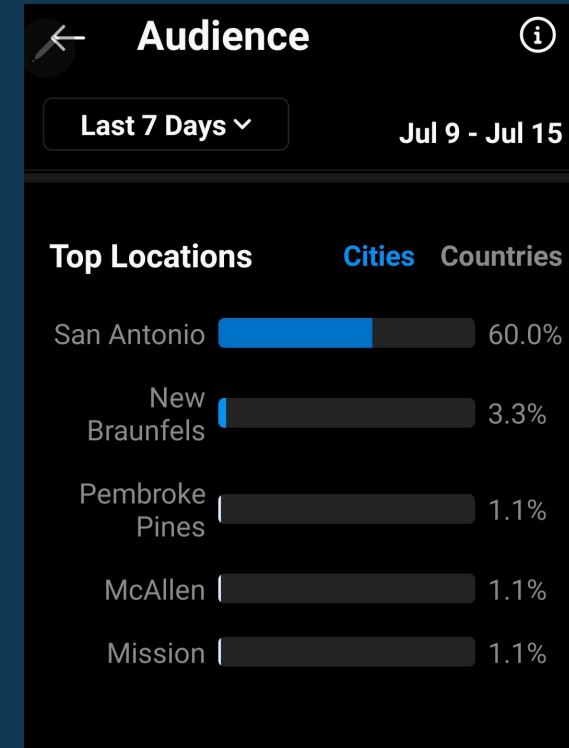 Audience
Last 7 Days
Jul 9 - Jul 15
Top Locations
Cities
Countries
San Antonio
60.0%
New
Braunfels
3.3%
Pembroke
Pines
1.1%
McAllen
1.1%
Mission
1.1%